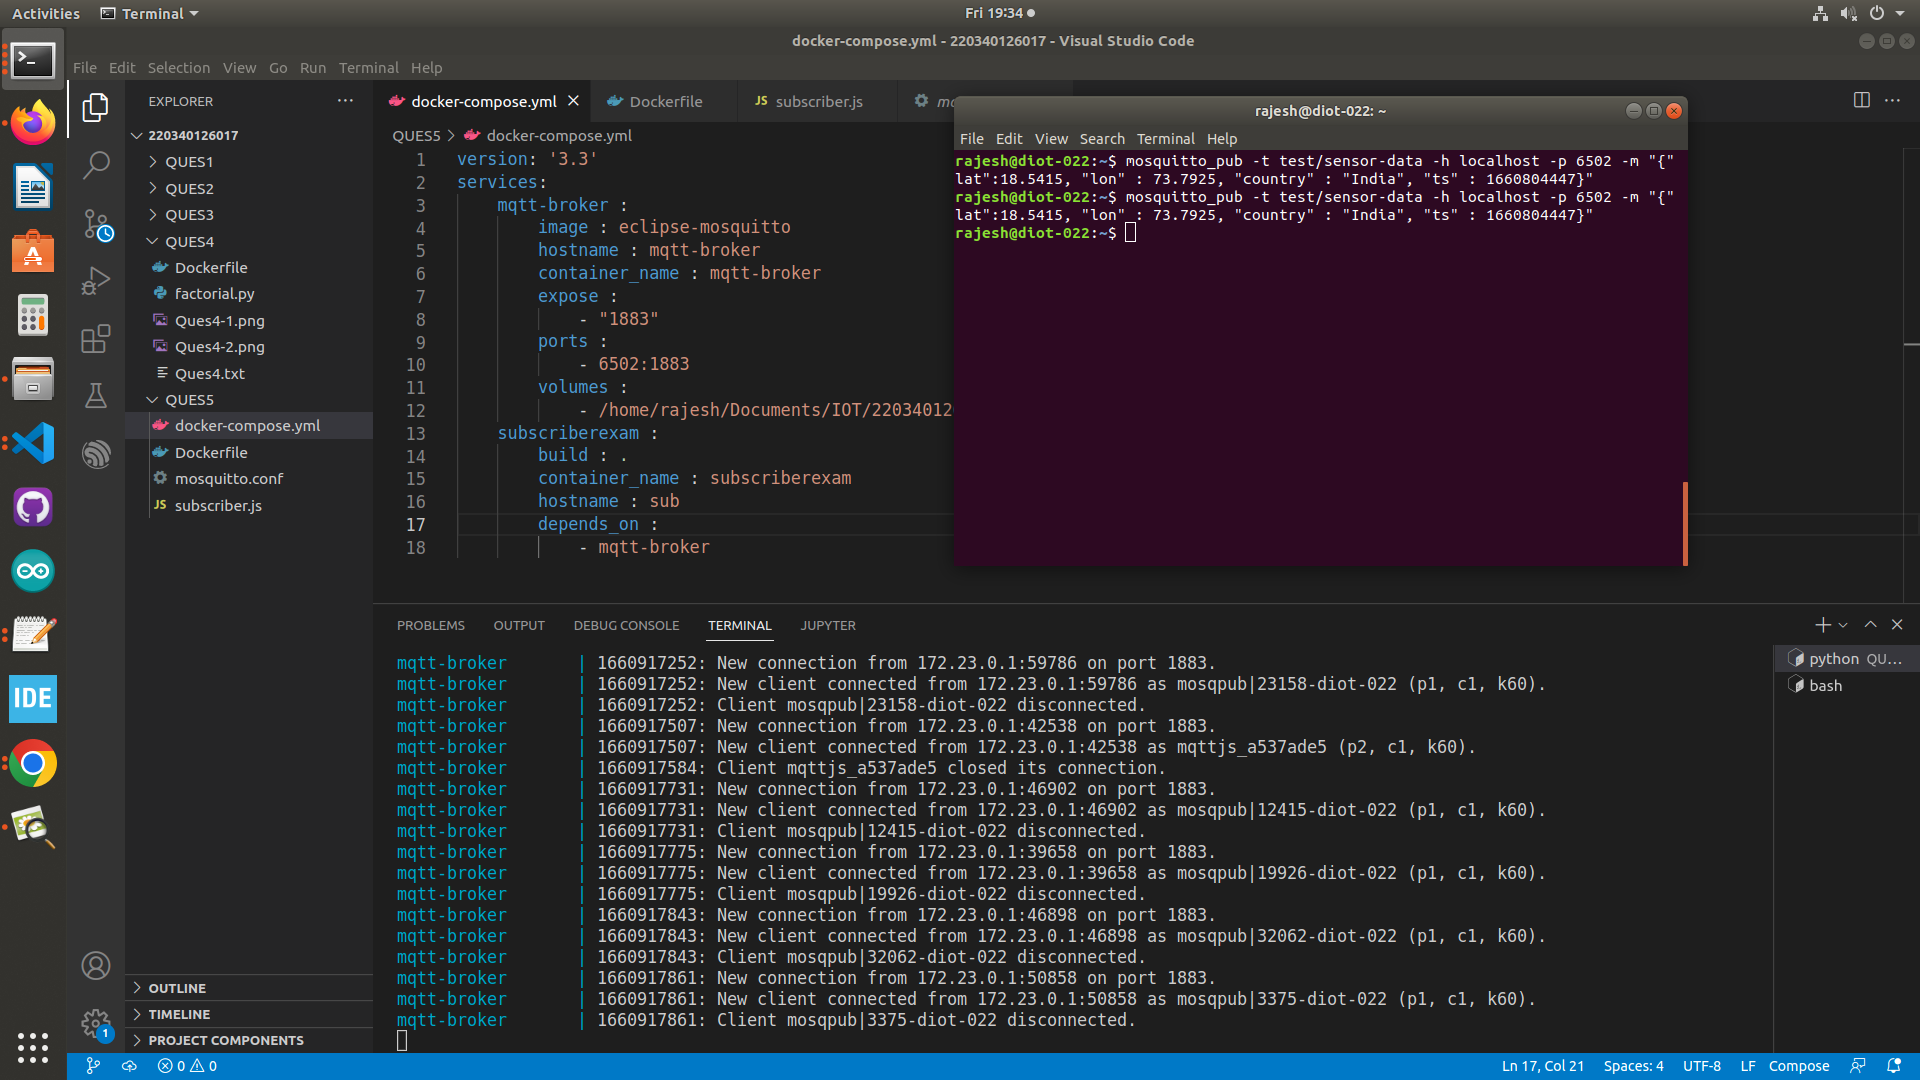 Activities
Terminal
Fri 19:34
docker-compose.yml - 220340126017 - Visual Studio Code
File Edit Selection View Go Run Terminal Help
EXPLORER
220340126017
QUES1
QUES2
QUES3
QUES4
Dockerfile
factorial.py
Ques4-1.png
Ques4-2.png
Ques4.txt
QUES5
docker-compose.yml
Dockerfile
mosquitto.conf
JS subscriber.js
OUTLINE
TIMELINE
PROJECT COMPONENTS
IDE
1
docker-compose.yml
Dockerfile
JS subscriber.js
QUES5 > docker-compose.yml
1 version: '3.3'
2 services:
3 mqtt-broker :
4 image : eclipse-mosquitto
5 hostname : mqtt-broker
6 container_name : mqtt-broker
7 expose :
8 - "1883"
9 ports :
10 - 6502:1883
11 volumes :
12 - /home/rajesh/Documents/IOT/2203401
13 subscriberexam :
14 build : .
15 container_name : subscriberexam
16 hostname : sub
17 depends_on :
18 - mqtt-broker
rajesh@diot-022: ~
File Edit View Search Terminal Help
rajesh@diot-022:~$ mosquitto_pub -t test/sensor-data -h localhost -p 6502 -m "{"
lat":18.5415, "lon" : 73.7925, "country" : "India", "ts" : 1660804447}"
rajesh@diot-022:~$ mosquitto_pub -t test/sensor-data -h localhost -p 6502 -m "{"
lat":18.5415, "lon" : 73.7925, "country" : "India", "ts" : 1660804447}"
rajesh@diot-022:~$
PROBLEMS OUTPUT DEBUG CONSOLE TERMINAL JUPYTER
mqtt-broker | 1660917252: New connection from 172.23.0.1:59786 on port 1883.
mqtt-broker | 1660917252: New client connected from 172.23.0.1:59786 as mosqpub|23158-diot-022 (p1, c1, k60).
mqtt-broker | 1660917252: Client mosqpub|23158-diot-022 disconnected.
mqtt-broker | 1660917507: New connection from 172.23.0.1:42538 on port 1883.
mqtt-broker | 1660917507: New client connected from 172.23.0.1:42538 as mqttjs_a537ade5 (p2, c1, k60).
mqtt-broker | 1660917584: Client mqttjs_a537ade5 closed its connection.
mqtt-broker | 1660917731: New connection from 172.23.0.1:46902 on port 1883.
mqtt-broker | 1660917731: New client connected from 172.23.0.1:46902 as mosqpub|12415-diot-022 (p1, c1, k60).
mqtt-broker | 1660917731: Client mosqpub|12415-diot-022 disconnected.
mqtt-broker | 1660917775: New connection from 172.23.0.1:39658 on port 1883.
mqtt-broker | 1660917775: New client connected from 172.23.0.1:39658 as mosqpub|19926-diot-022 (p1, c1, k60).
mqtt-broker | 1660917775: Client mosqpub|19926-diot-022 disconnected.
mqtt-broker | 1660917843: New connection from 172.23.0.1:46898 on port 1883.
mqtt-broker | 1660917843: New client connected from 172.23.0.1:46898 as mosqpub|32062-diot-022 (p1, c1, k60).
mqtt-broker | 1660917843: Client mosqpub|32062-diot-022 disconnected.
mqtt-broker | 1660917861: New connection from 172.23.0.1:50858 on port 1883.
mqtt-broker | 1660917861: New client connected from 172.23.0.1:50858 as mosqpub|3375-diot-022 (p1, c1, k60).
mqtt-broker | 1660917861: Client mosqpub|3375-diot-022 disconnected.
python QU...
bash
0 0
Ln 17, Col 21 Spaces: 4 UTF-8 LF Compose